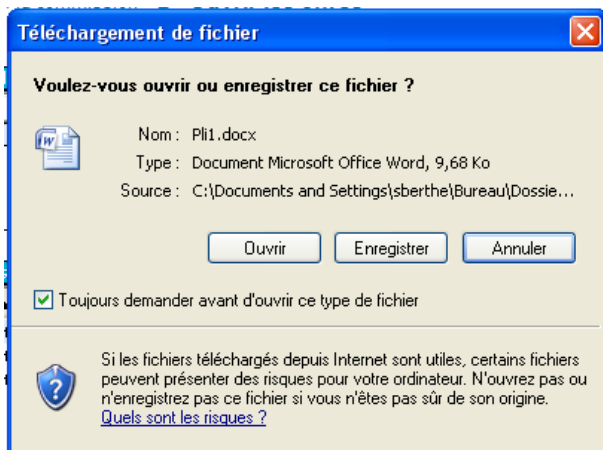 Téléchargement de fichier
Voulez-vous ouvrir ou enregistrer ce fichier ?
Nom : Pli1.docx
Type : Document Microsoft Office Word, 9,68 Ko
Source : C:\Documents and Settings\sberthe\Bureau\Dossie...
Ouvrir Enregistrer Annuler
Toujours demander avant d'ouvrir ce type de fichier
Si les fichiers téléchargés depuis Internet sont utiles, certains fichiers
peuvent présenter des risques pour votre ordinateur. N'ouvrez pas ou
n'enregistrez pas ce fichier si vous n'êtes pas sûr de son origine.
Quels sont les risques ?